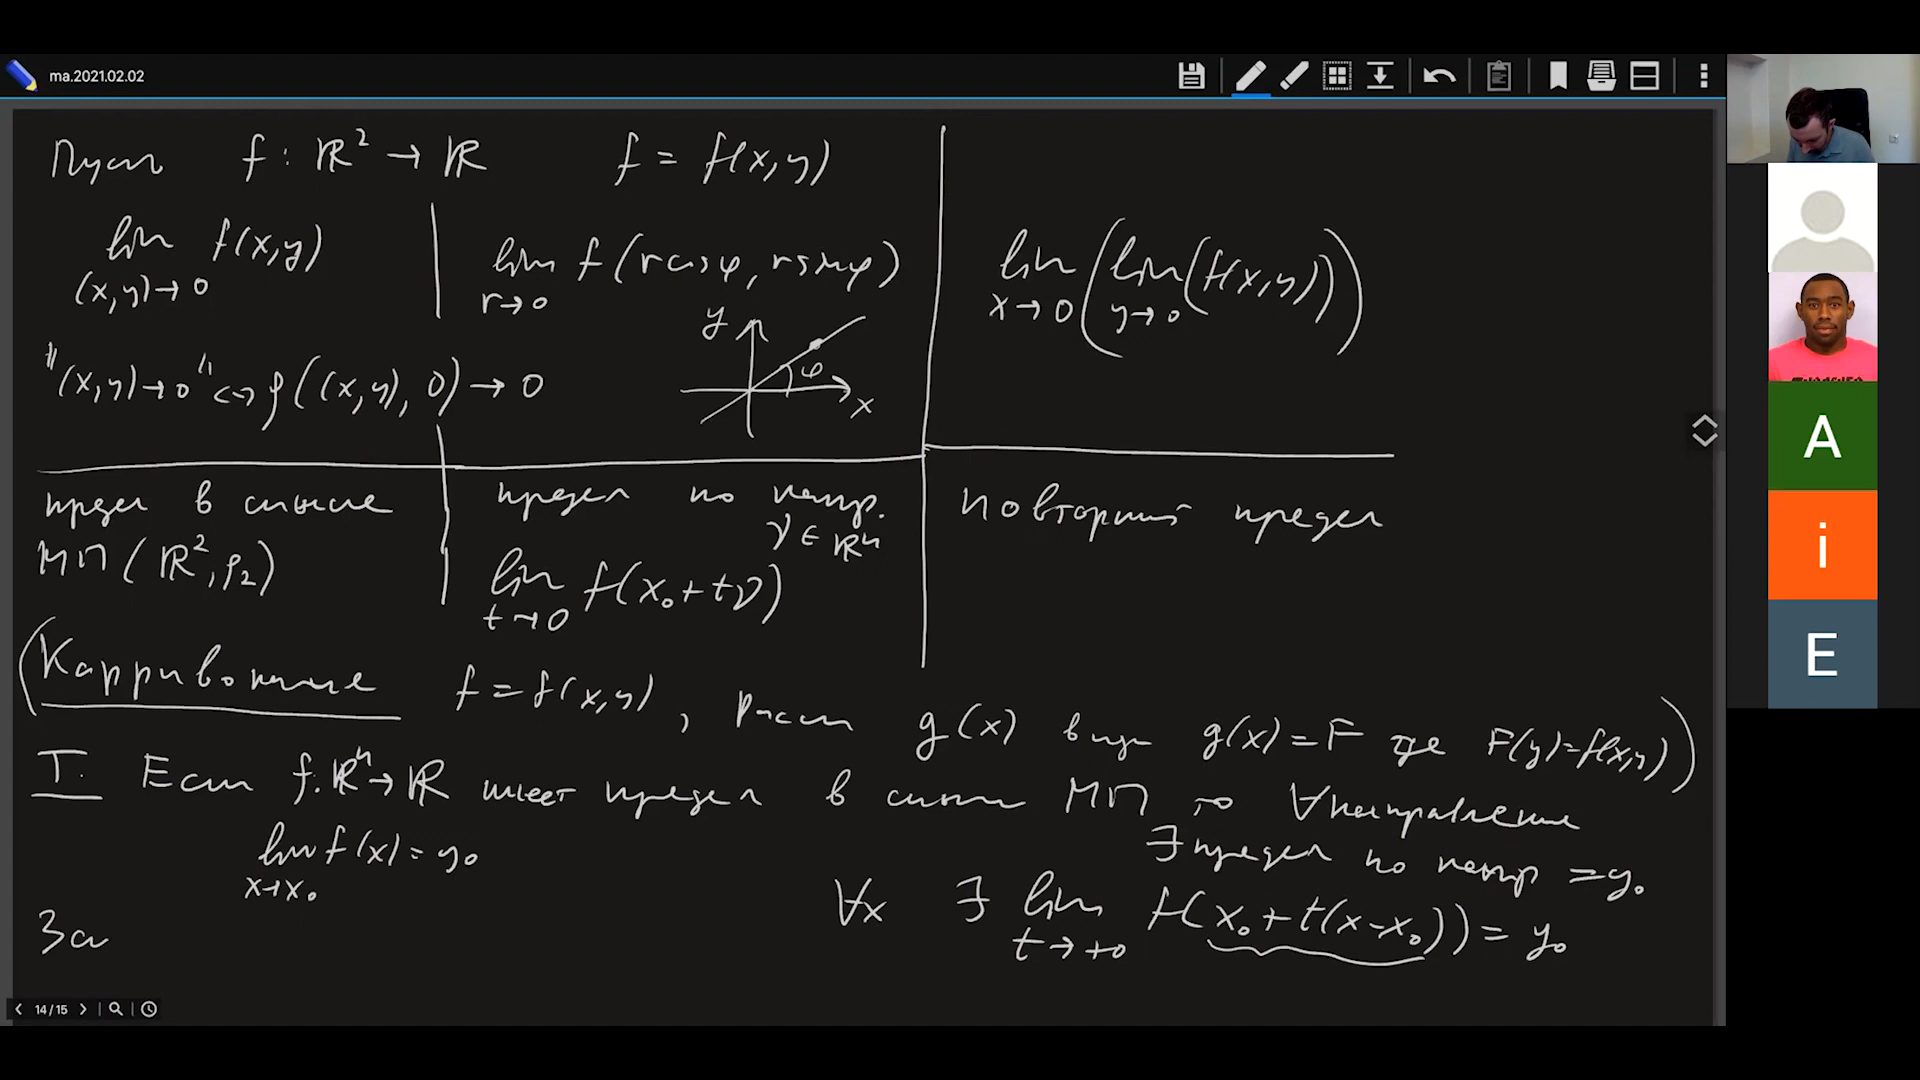 ma.2021.02.02
Пусть f : ℝ² → ℝ f = f(x,y)
lim f(x,y)
(x,y)→0
lim f(r cos φ, r sin φ)
r→0
lim (lim (f(x,y)))
x→0 y→0
"(x,y)→0" ⇔ ρ((x,y), 0) → 0
y
φ
x
предел в смысле
МП (ℝ², ρ₂)
предел по напр.
ν ∈ ℝⁿ
lim f(x₀ + tν)
t→0
повторный предел
(Каррирование f = f(x,y), расм g(x) вида g(x) = F где F(y) = f(x,y))
Т. Если f: ℝⁿ → ℝ имеет предел в смысле МП, то ∀ направление
∃ предел по напр = y₀
lim f(x) = y₀
x→x₀
∀x ∃ lim f(x₀ + t(x - x₀)) = y₀
t→+0
За
14/15
A
i
E